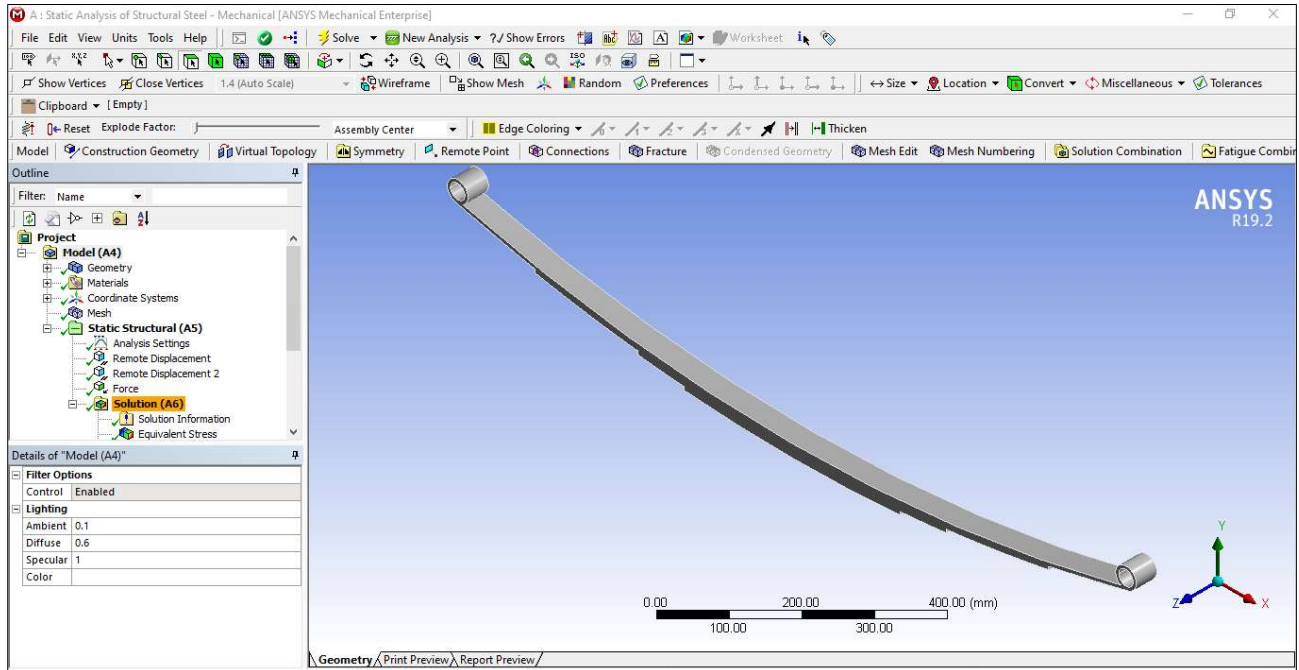 A : Static Analysis of Structural Steel - Mechanical [ANSYS Mechanical Enterprise]
File Edit View Units Tools Help Solve New Analysis ?/ Show Errors Worksheet
Show Vertices Close Vertices 1.4 (Auto Scale) Wireframe Show Mesh Random Preferences Size Location Convert Miscellaneous Tolerances
Clipboard [ Empty ]
Reset Explode Factor: Assembly Center Edge Coloring Thicken
Model Construction Geometry Virtual Topology Symmetry Remote Point Connections Fracture Condensed Geometry Mesh Edit Mesh Numbering Solution Combination Fatigue Combin
Outline
Filter: Name
Project
Model (A4)
Geometry
Materials
Coordinate Systems
Mesh
Static Structural (A5)
Analysis Settings
Remote Displacement
Remote Displacement 2
Force
Solution (A6)
Solution Information
Equivalent Stress
Details of "Model (A4)"
Filter Options
Control Enabled
Lighting
Ambient 0.1
Diffuse 0.6
Specular 1
Color
ANSYS
R19.2
Y
Z X
0.00 200.00 400.00 (mm)
100.00 300.00
Geometry Print Preview Report Preview